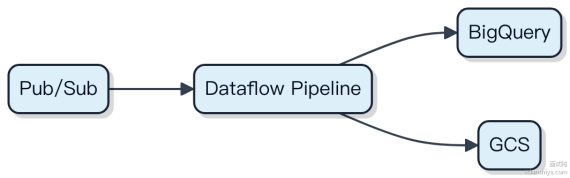 Pub/Sub
Dataflow Pipeline
BigQuery
GCS